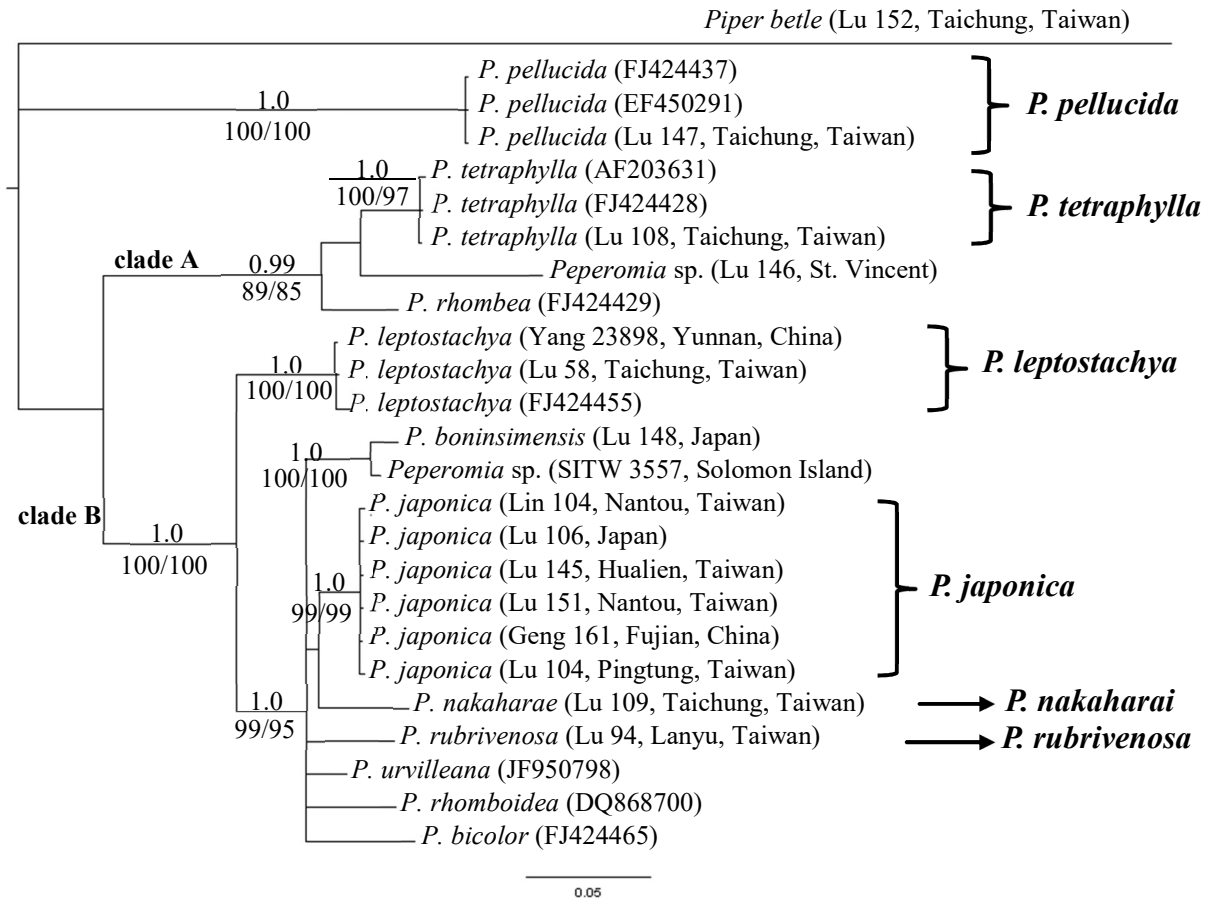 Piper betle (Lu 152, Taichung, Taiwan)
P. pellucida (FJ424437)
P. pellucida (EF450291)
P. pellucida (Lu 147, Taichung, Taiwan)
P. pellucida
1.0
100/100
P. tetraphylla (AF203631)
P. tetraphylla (FJ424428)
P. tetraphylla (Lu 108, Taichung, Taiwan)
P. tetraphylla
1.0
100/97
clade A
0.99
89/85
Peperomia sp. (Lu 146, St. Vincent)
P. rhombea (FJ424429)
P. leptostachya (Yang 23898, Yunnan, China)
P. leptostachya (Lu 58, Taichung, Taiwan)
P. leptostachya (FJ424455)
P. leptostachya
1.0
100/100
P. boninsimensis (Lu 148, Japan)
Peperomia sp. (SITW 3557, Solomon Island)
1.0
100/100
clade B
1.0
100/100
P. japonica (Lin 104, Nantou, Taiwan)
P. japonica (Lu 106, Japan)
P. japonica (Lu 145, Hualien, Taiwan)
P. japonica (Lu 151, Nantou, Taiwan)
P. japonica (Geng 161, Fujian, China)
P. japonica (Lu 104, Pingtung, Taiwan)
P. japonica
1.0
99/99
P. nakaharae (Lu 109, Taichung, Taiwan)
P. nakaharai
1.0
99/95
P. rubrivenosa (Lu 94, Lanyu, Taiwan)
P. rubrivenosa
P. urvilleana (JF950798)
P. rhomboidea (DQ868700)
P. bicolor (FJ424465)
0.05